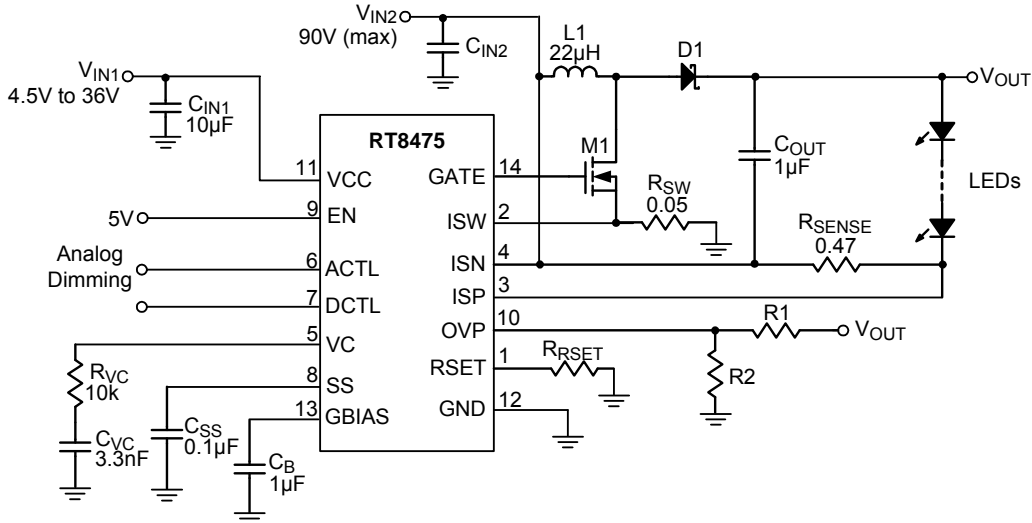 VIN2
90V (max)
CIN2
L1
22µH
D1
VOUT
VIN1
4.5V to 36V
CIN1
10µF
RT8475
M1
COUT
1µF
LEDs
11
VCC
GATE
14
RSW
0.05
5V
9
EN
ISW
2
RSENSE
0.47
Analog
Dimming
6
ACTL
ISN
4
7
DCTL
ISP
3
5
VC
OVP
10
R1
VOUT
RVC
10k
8
SS
RSET
1
RRSET
R2
13
GBIAS
GND
12
CVC
3.3nF
CSS
0.1µF
CB
1µF